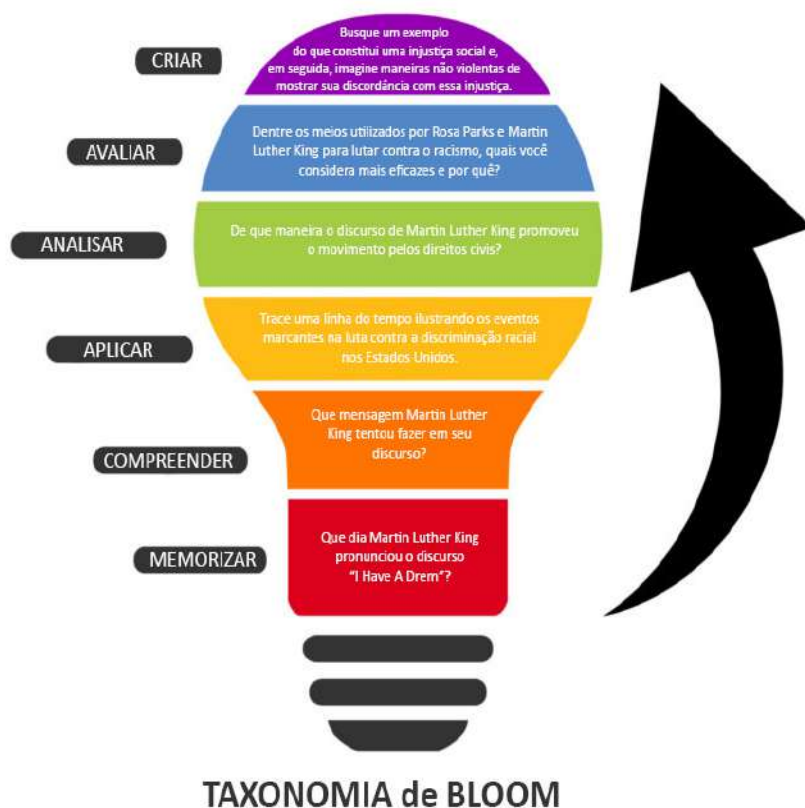 CRIAR
Busque um exemplo
do que constitui uma injustiça social e,
em seguida, imagine maneiras não violentas de
mostrar sua discordância com essa injustiça.
AVALIAR
Dentre os meios utilizados por Rosa Parks e Martin
Luther King para lutar contra o racismo, quais você
considera mais eficazes e por quê?
ANALISAR
De que maneira o discurso de Martin Luther King promoveu
o movimento pelos direitos civis?
APLICAR
Trace uma linha do tempo ilustrando os eventos
marcantes na luta contra a discriminação racial
nos Estados Unidos.
COMPREENDER
Que mensagem Martin Luther
King tentou fazer em seu
discurso?
MEMORIZAR
Que dia Martin Luther King
pronunciou o discurso
"I Have A Drem"?
TAXONOMIA de BLOOM